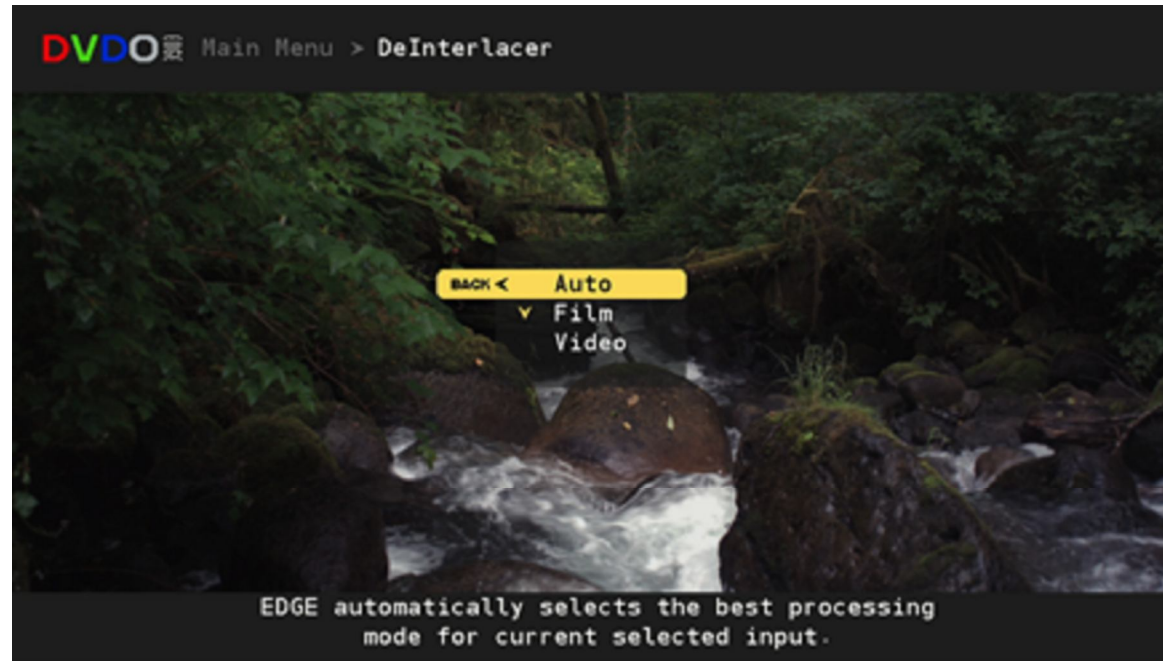 DVDO EDGE Main Menu > DeInterlacer
BACK < Auto
Film
Video
EDGE automatically selects the best processing
mode for current selected input.